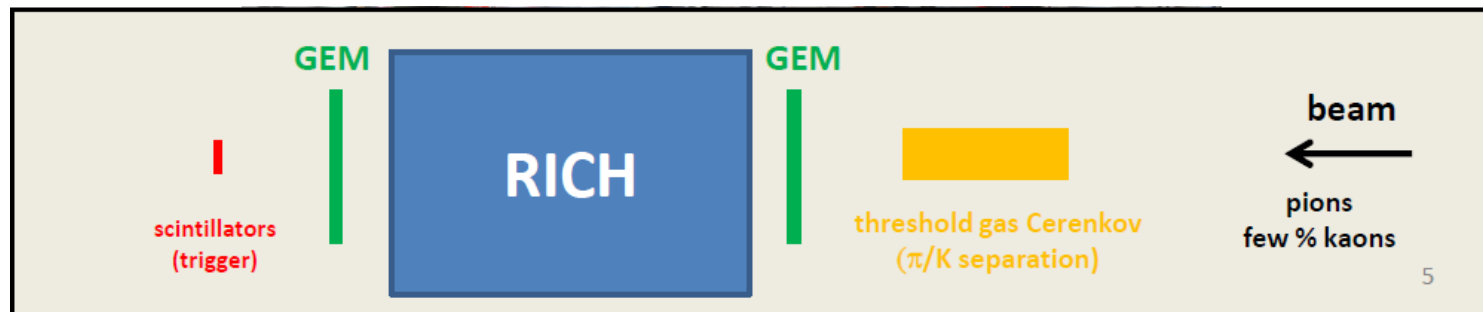 GEM
GEM
RICH
beam
scintillators
(trigger)
threshold gas Cerenkov
(π/K separation)
pions
few % kaons
5